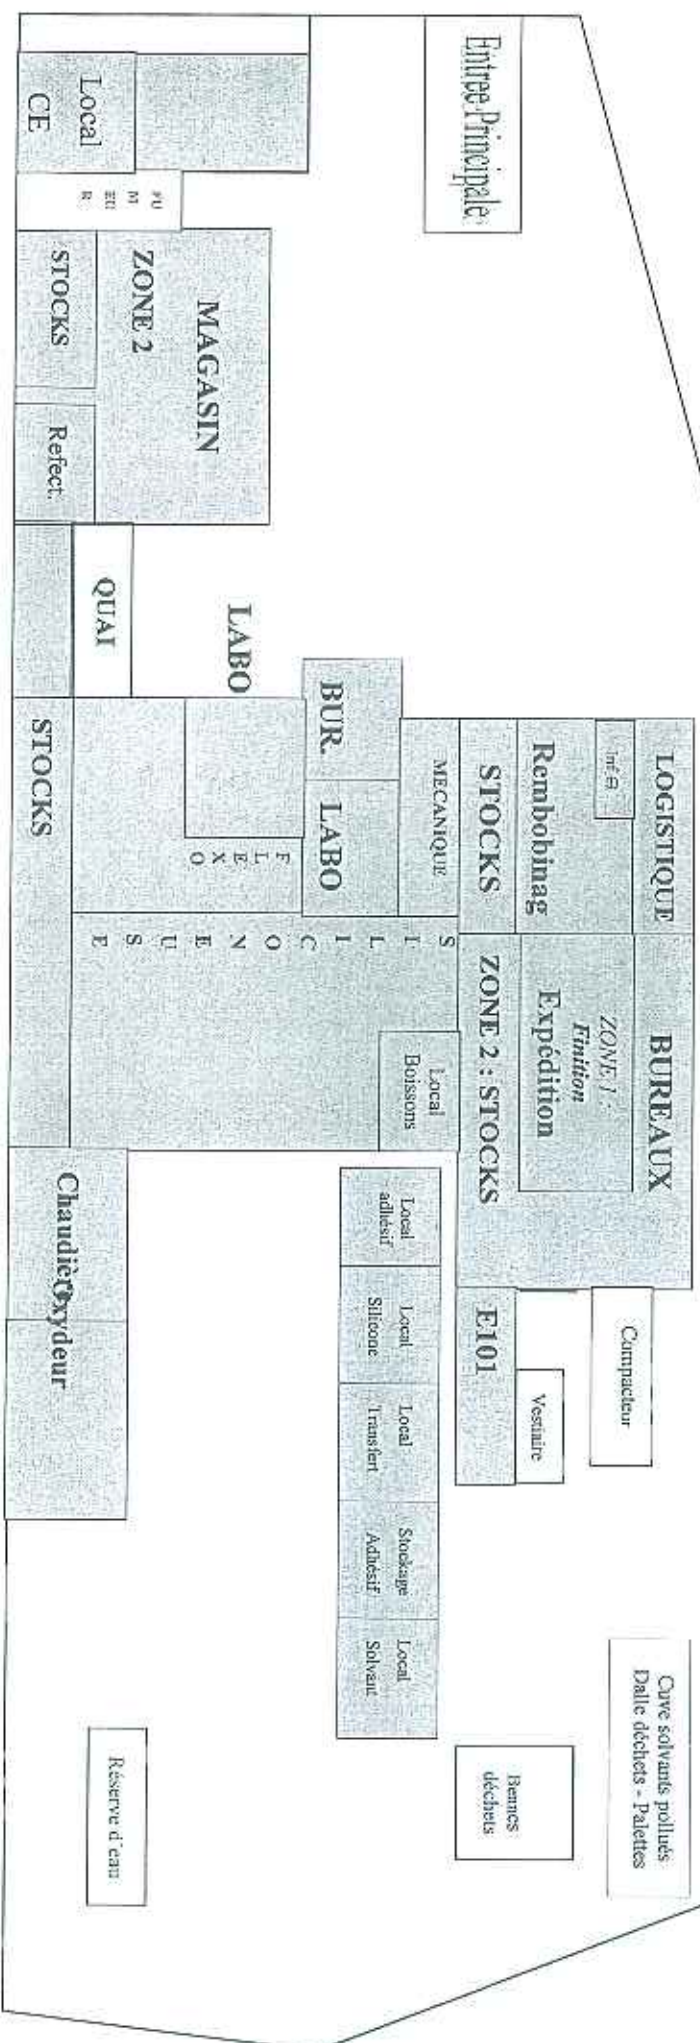 Entree Principale
LOGISTIQUE
BUREAUX
Compacteur
Cuve solvants pollués
Dalle déchets - Palettes
Rembobinag
ZONE 1 :
Finition
Expédition
Vestiaire
Bennes
déchets
STOCKS
ZONE 2 : STOCKS
E101
MECANIQUE
Local
Boissons
Local
adhésif
Local
Silicone
Local
Transfert
Stockage
Adhésif
Local
Solvant
BUR.
LABO
S
I
L
I
C
O
N
E
U
S
E
F
L
E
X
O
LABO
MAGASIN
ZONE 2
FU
M
EU
R
Local
CE
STOCKS
Refect.
QUAI
STOCKS
Chaudière
Oxydeur
Réserve d'eau